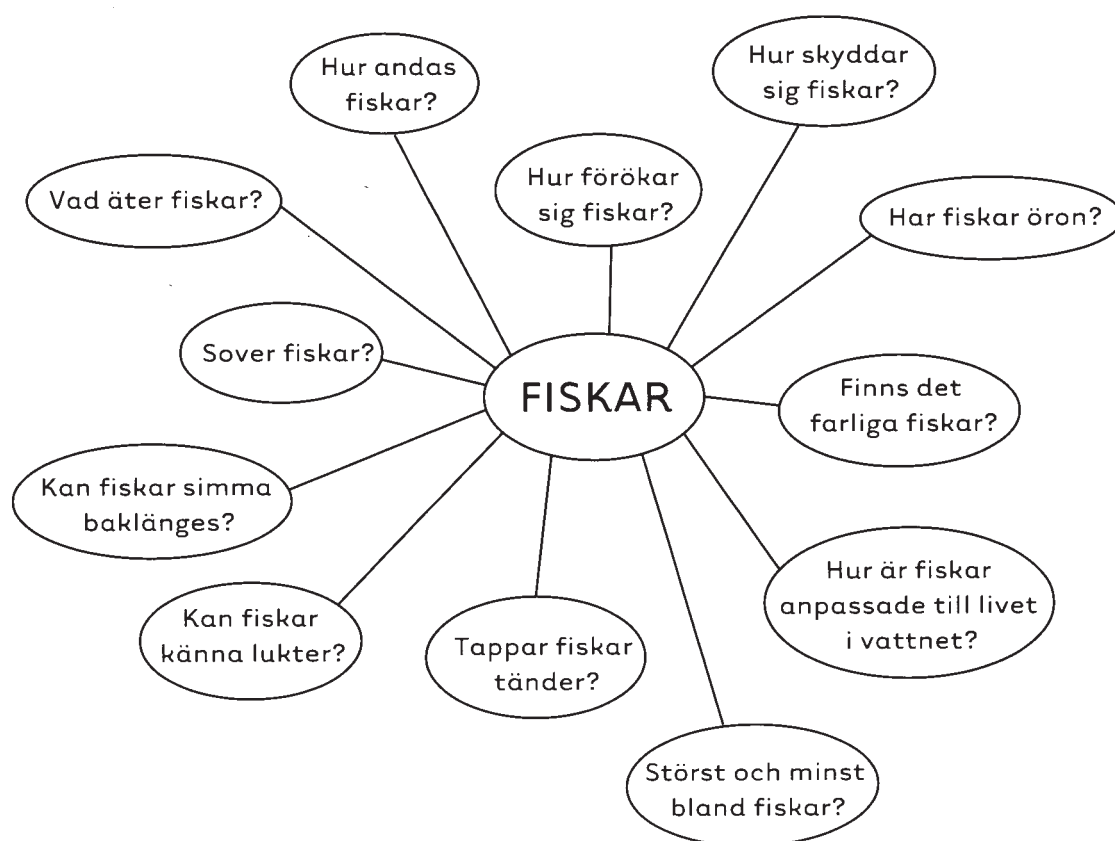 Hur andas
fiskar?
Hur skyddar
sig fiskar?
Vad äter fiskar?
Hur förökar
sig fiskar?
Har fiskar öron?
Sover fiskar?
FISKAR
Finns det
farliga fiskar?
Kan fiskar simma
baklänges?
Kan fiskar
känna lukter?
Tappar fiskar
tänder?
Hur är fiskar
anpassade till livet
i vattnet?
Störst och minst
bland fiskar?